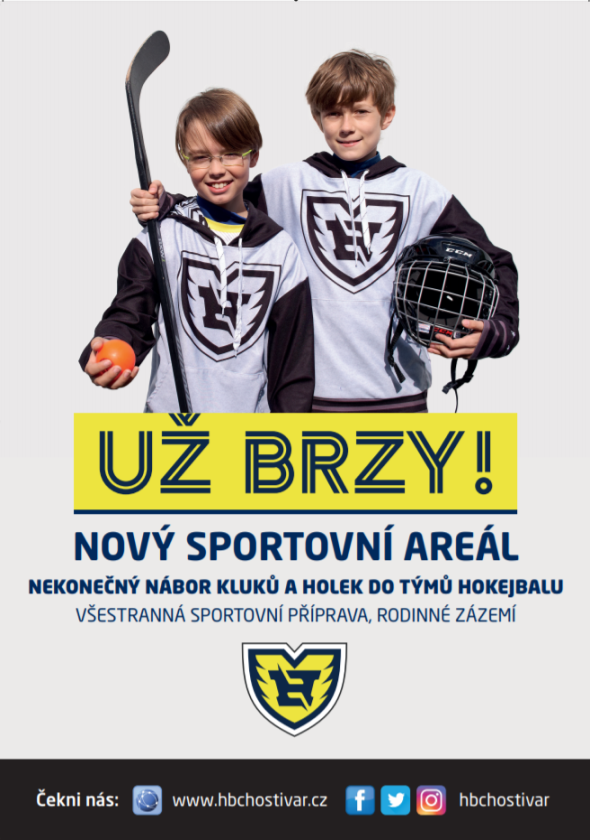 CCM
UŽ BRZY!
NOVÝ SPORTOVNÍ AREÁL
NEKONEČNÝ NÁBOR KLUKŮ A HOLEK DO TÝMŮ HOKEJBALU
VŠESTRANNÁ SPORTOVNÍ PŘÍPRAVA, RODINNÉ ZÁZEMÍ
Čekni nás: www.hbchostivar.cz hbchostivar